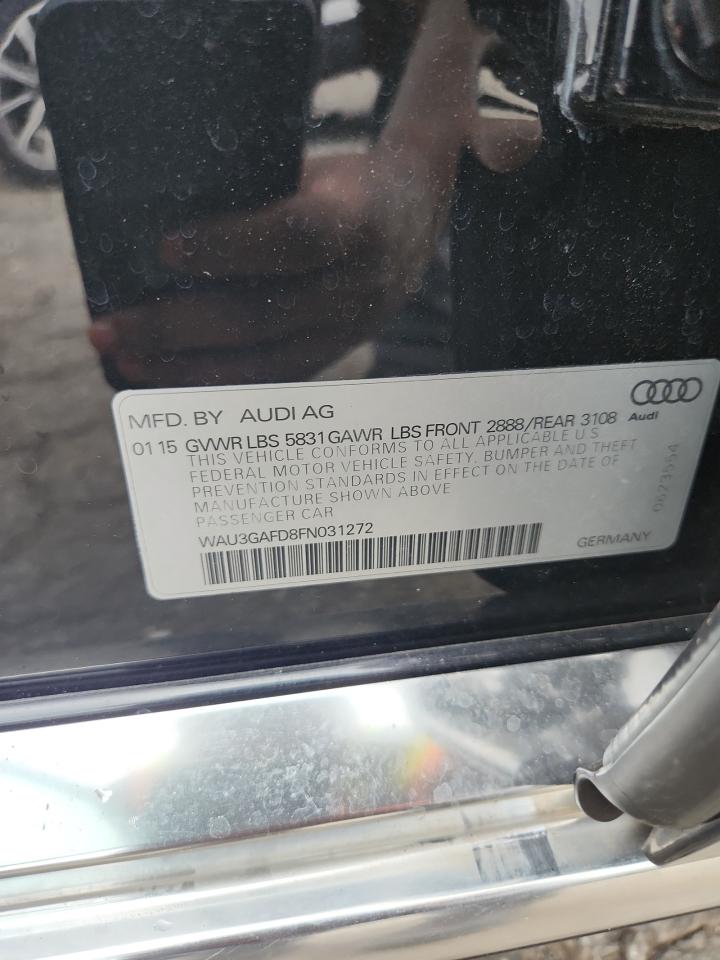 MFD. BY AUDI AG
Audi
01 15 GVWR LBS 5831 GAWR LBS FRONT 2888/REAR 3108
THIS VEHICLE CONFORMS TO ALL APPLICABLE U.S
FEDERAL MOTOR VEHICLE SAFETY, BUMPER AND THEFT
PREVENTION STANDARDS IN EFFECT ON THE DATE OF
MANUFACTURE SHOWN ABOVE
PASSENGER CAR
WAU3GAFD8FN031272
GERMANY